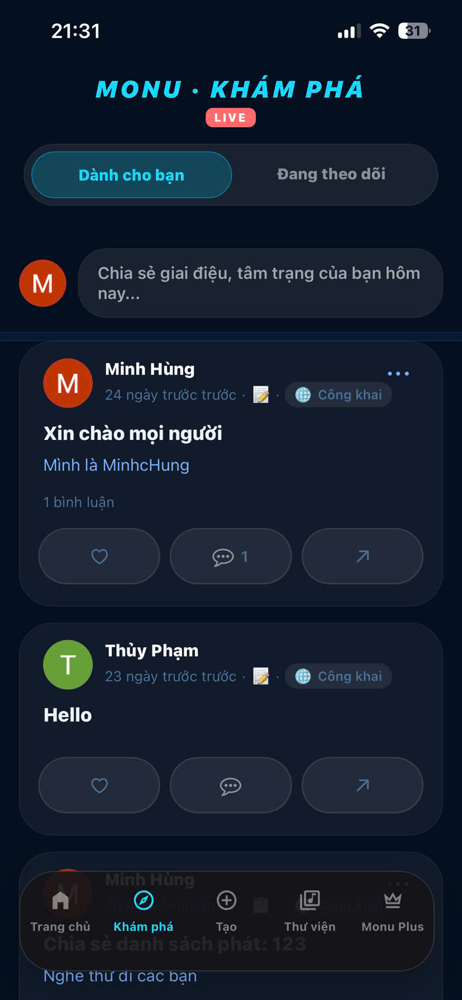 21:31
31
MONU · KHÁM PHÁ
LIVE
Dành cho bạn
Đang theo dõi
M
Chia sẻ giai điệu, tâm trạng của bạn hôm
nay...
M
Minh Hùng
24 ngày trước trước · 📝 · 🌐 Công khai
Xin chào mọi người
Mình là MinhcHung
1 bình luận
1
T
Thủy Phạm
23 ngày trước trước · 📝 · 🌐 Công khai
Hello
M
Minh Hùng
20 ngày trước trước · Công khai
Trang chủ
Khám phá
Tạo
Thư viện
Monu Plus
Chia sẻ danh sách phát: 123
Nghe thử đi các bạn